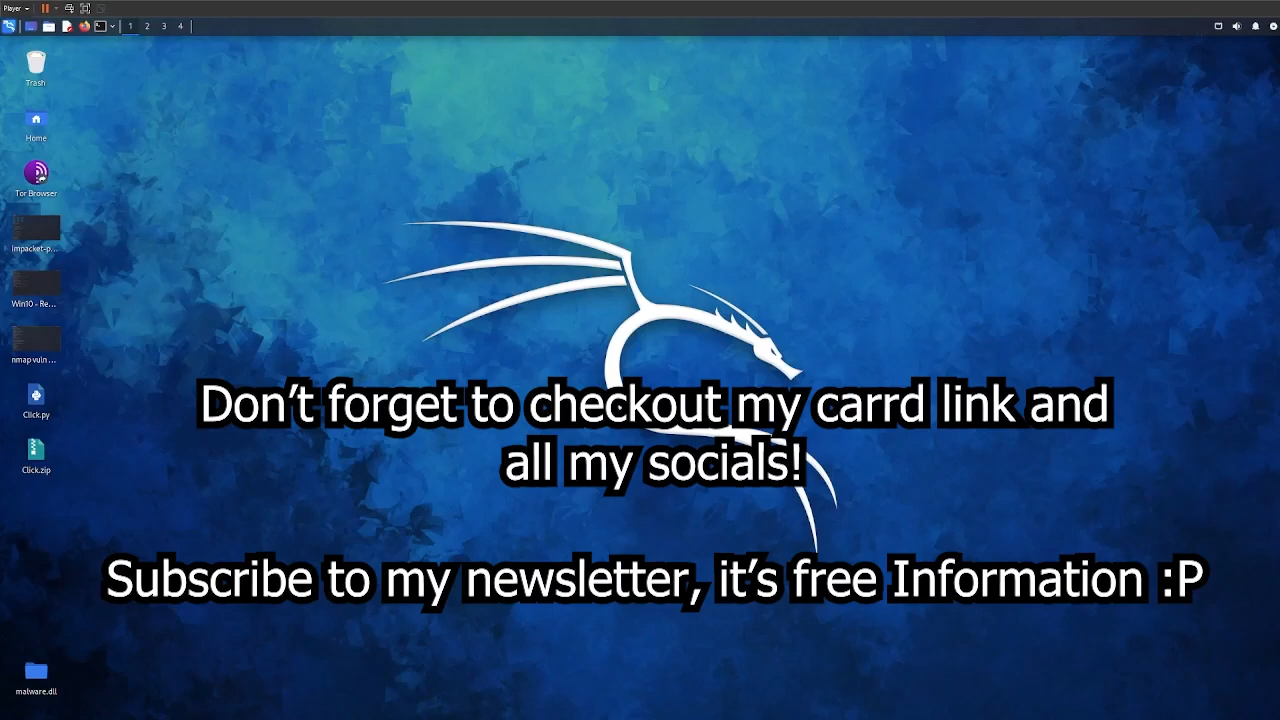 Player
1 2 3 4
Trash
Home
Tor Browser
Impacket-p...
Win10 - Re...
nmap vuln ...
Click.py
Click.zip
Don't forget to checkout my carrd link and
all my socials!
Subscribe to my newsletter, it's free Information :P
malware.dll